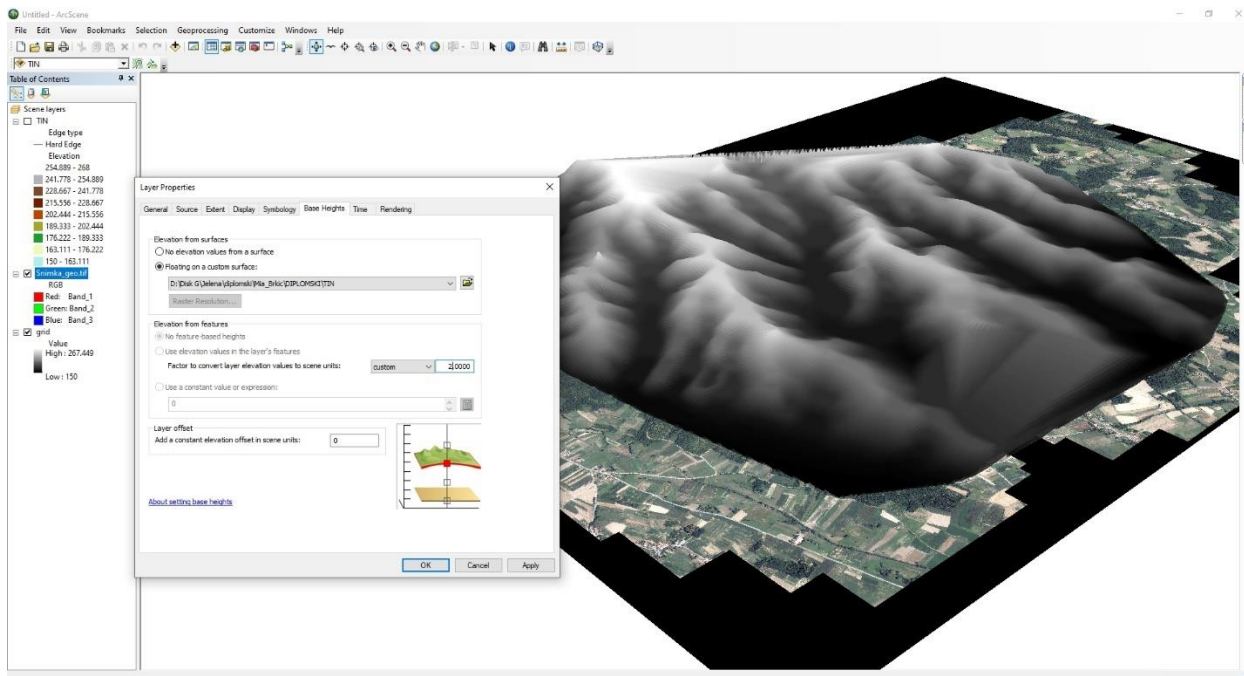 Untitled - ArcScene
File Edit View Bookmarks Selection Geoprocessing Customize Windows Help
TIN
Table of Contents
Scene layers
TIN
Edge type
Hard Edge
Elevation
254.889 - 268
241.778 - 254.889
228.667 - 241.778
215.556 - 228.667
202.444 - 215.556
189.333 - 202.444
176.222 - 189.333
163.111 - 176.222
150 - 163.111
Snimka_geo.tif
RGB
Red: Band_1
Green: Band_2
Blue: Band_3
grid
Value
High : 267.449
Low : 150
Layer Properties
General Source Extent Display Symbology Base Heights Time Rendering
Elevation from surfaces
No elevation values from a surface
Floating on a custom surface:
D:\Disk G\Jelena\diplomski\Mia_Brkic\DIPLOMSKI\TIN
Raster Resolution...
Elevation from features
No feature-based heights
Use elevation values in the layer's features
Factor to convert layer elevation values to scene units: custom 2.0000
Use a constant value or expression:
0
Layer offset
Add a constant elevation offset in scene units: 0
About setting base heights
OK Cancel Apply